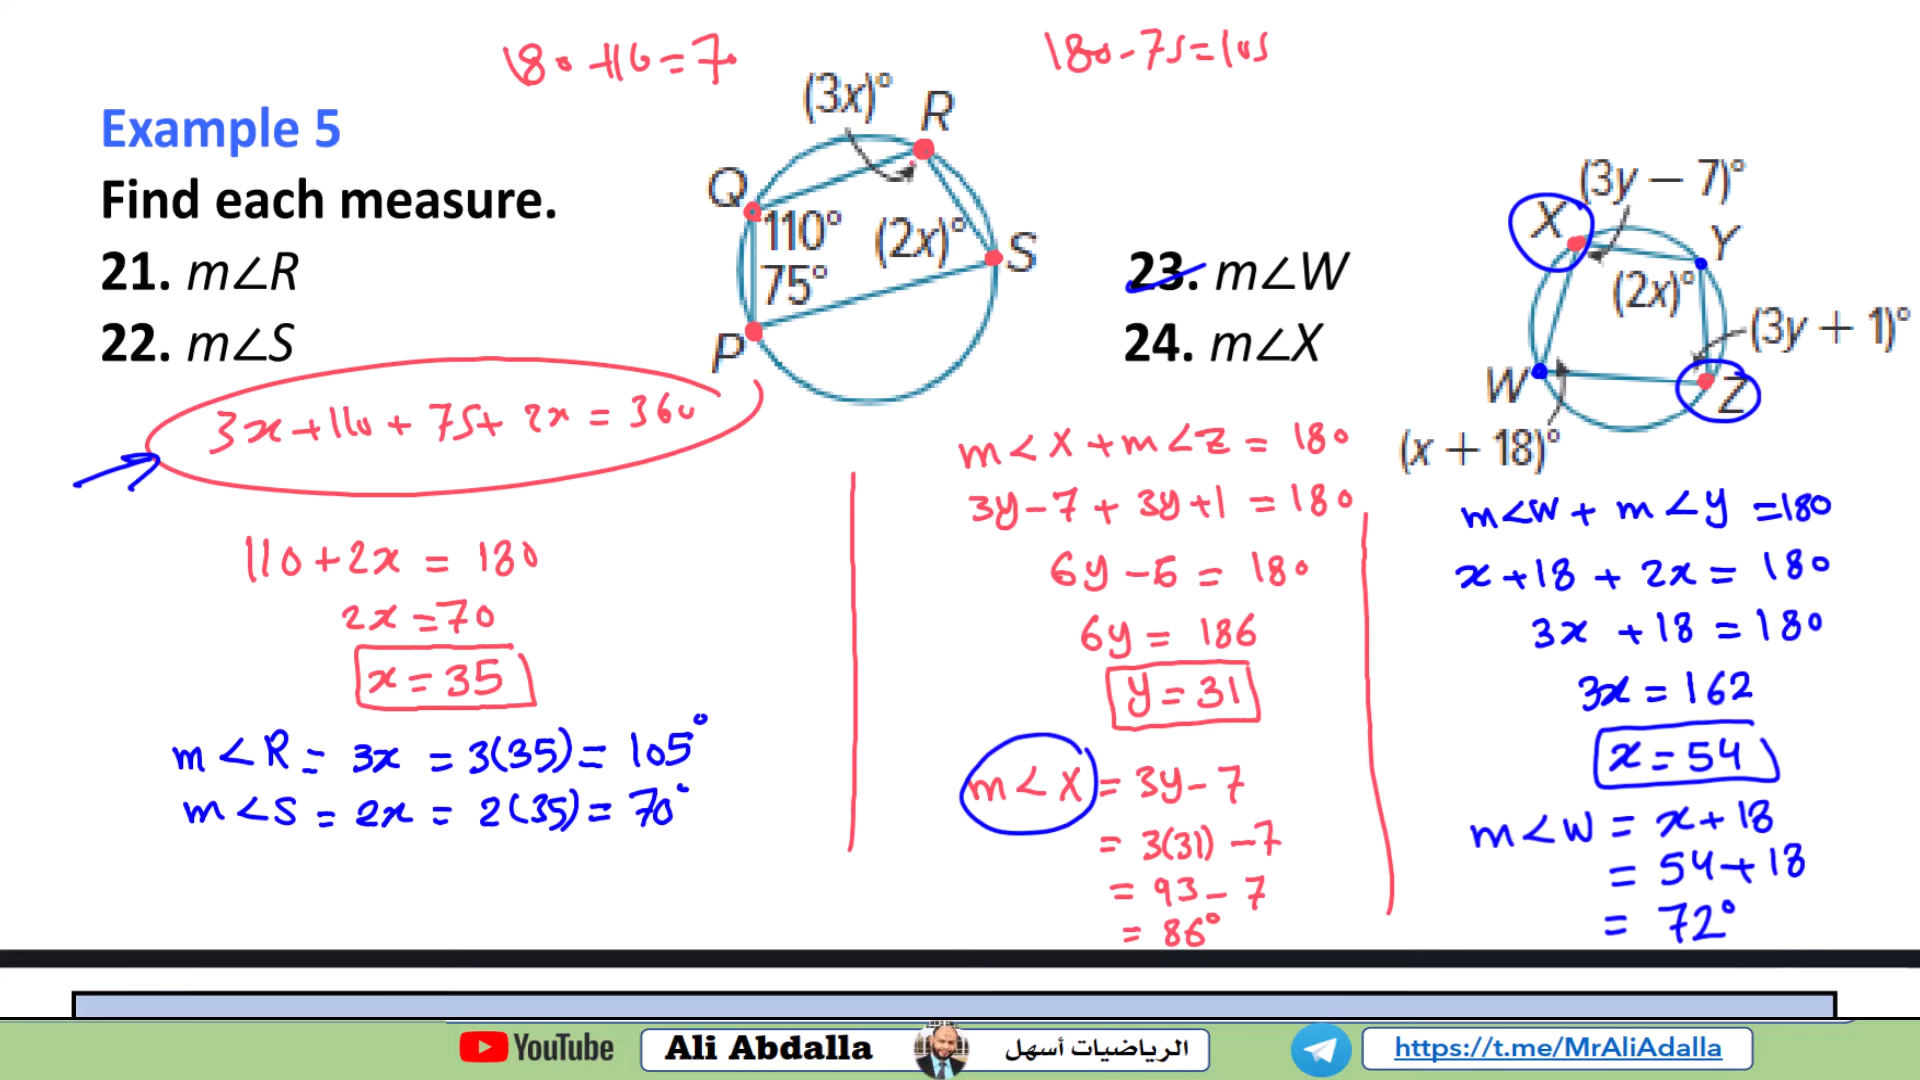 180-110=70
180-75=105
Example 5
Find each measure.
21. m∠R
22. m∠S
(3x)°
R
Q
110°
(2x)°
S
75°
P
23. m∠W
24. m∠X
(3y − 7)°
X
Y
(2x)°
(3y + 1)°
W
Z
(x + 18)°
3x+110+75+2x=360
110+2x=180
2x=70
x=35
m∠R=3x=3(35)=105°
m∠S=2x=2(35)=70°
m∠X+m∠Z=180
3y-7+3y+1=180
6y-6=180
6y=186
y=31
m∠X=3y-7
=3(31)-7
=93-7
=86°
m∠W+m∠y=180
x+18+2x=180
3x+18=180
3x=162
x=54
m∠W=x+18
=54+18
=72°
YouTube
Ali Abdalla
الرياضيات أسهل
https://t.me/MrAliAdalla